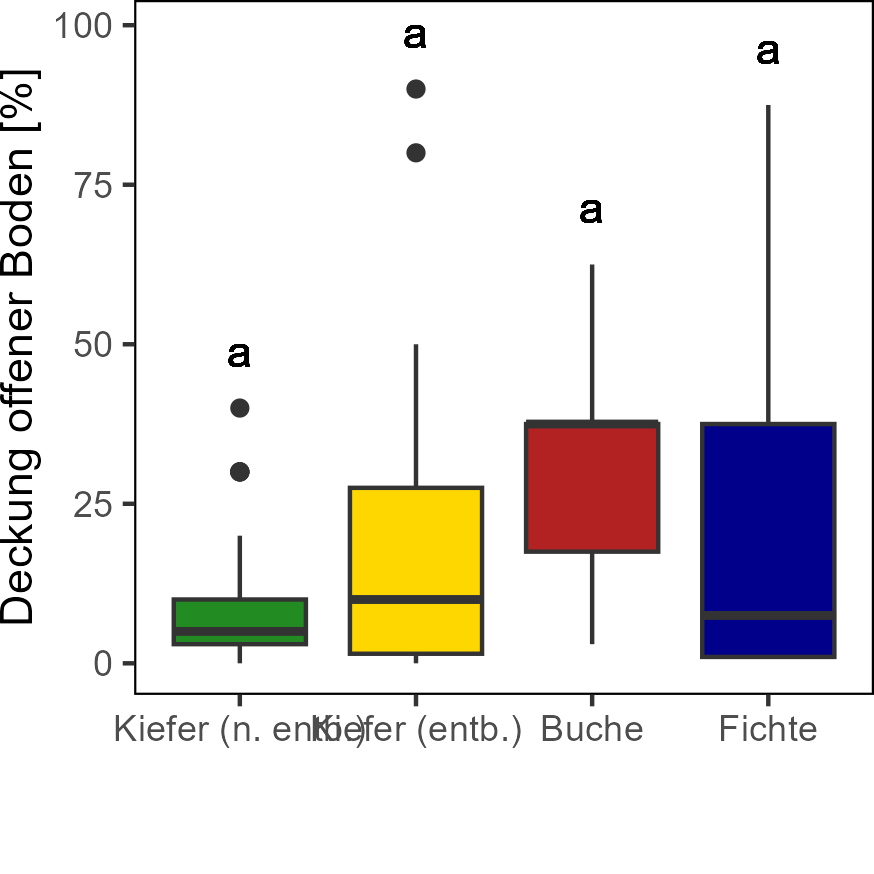 Deckung offener Boden [%]
100
75
50
25
0
a
a
a
a
Kiefer (n. entb.)
Kiefer (entb.)
Buche
Fichte